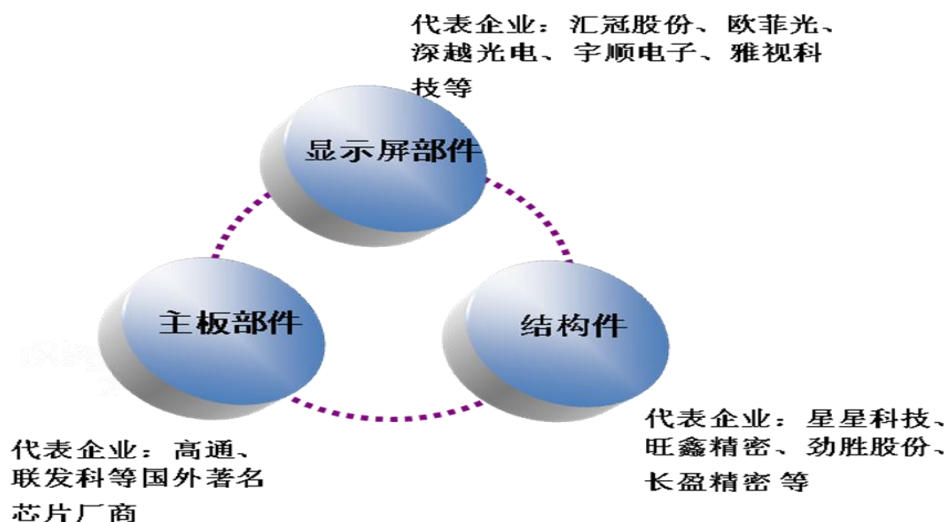 代表企业：汇冠股份、欧菲光、
深越光电、宇顺电子、雅视科
技等
显示屏部件
主板部件
结构件
代表企业：星星科技、
旺鑫精密、劲胜股份、
长盈精密等
代表企业：高通、
联发科等国外著名
芯片厂商